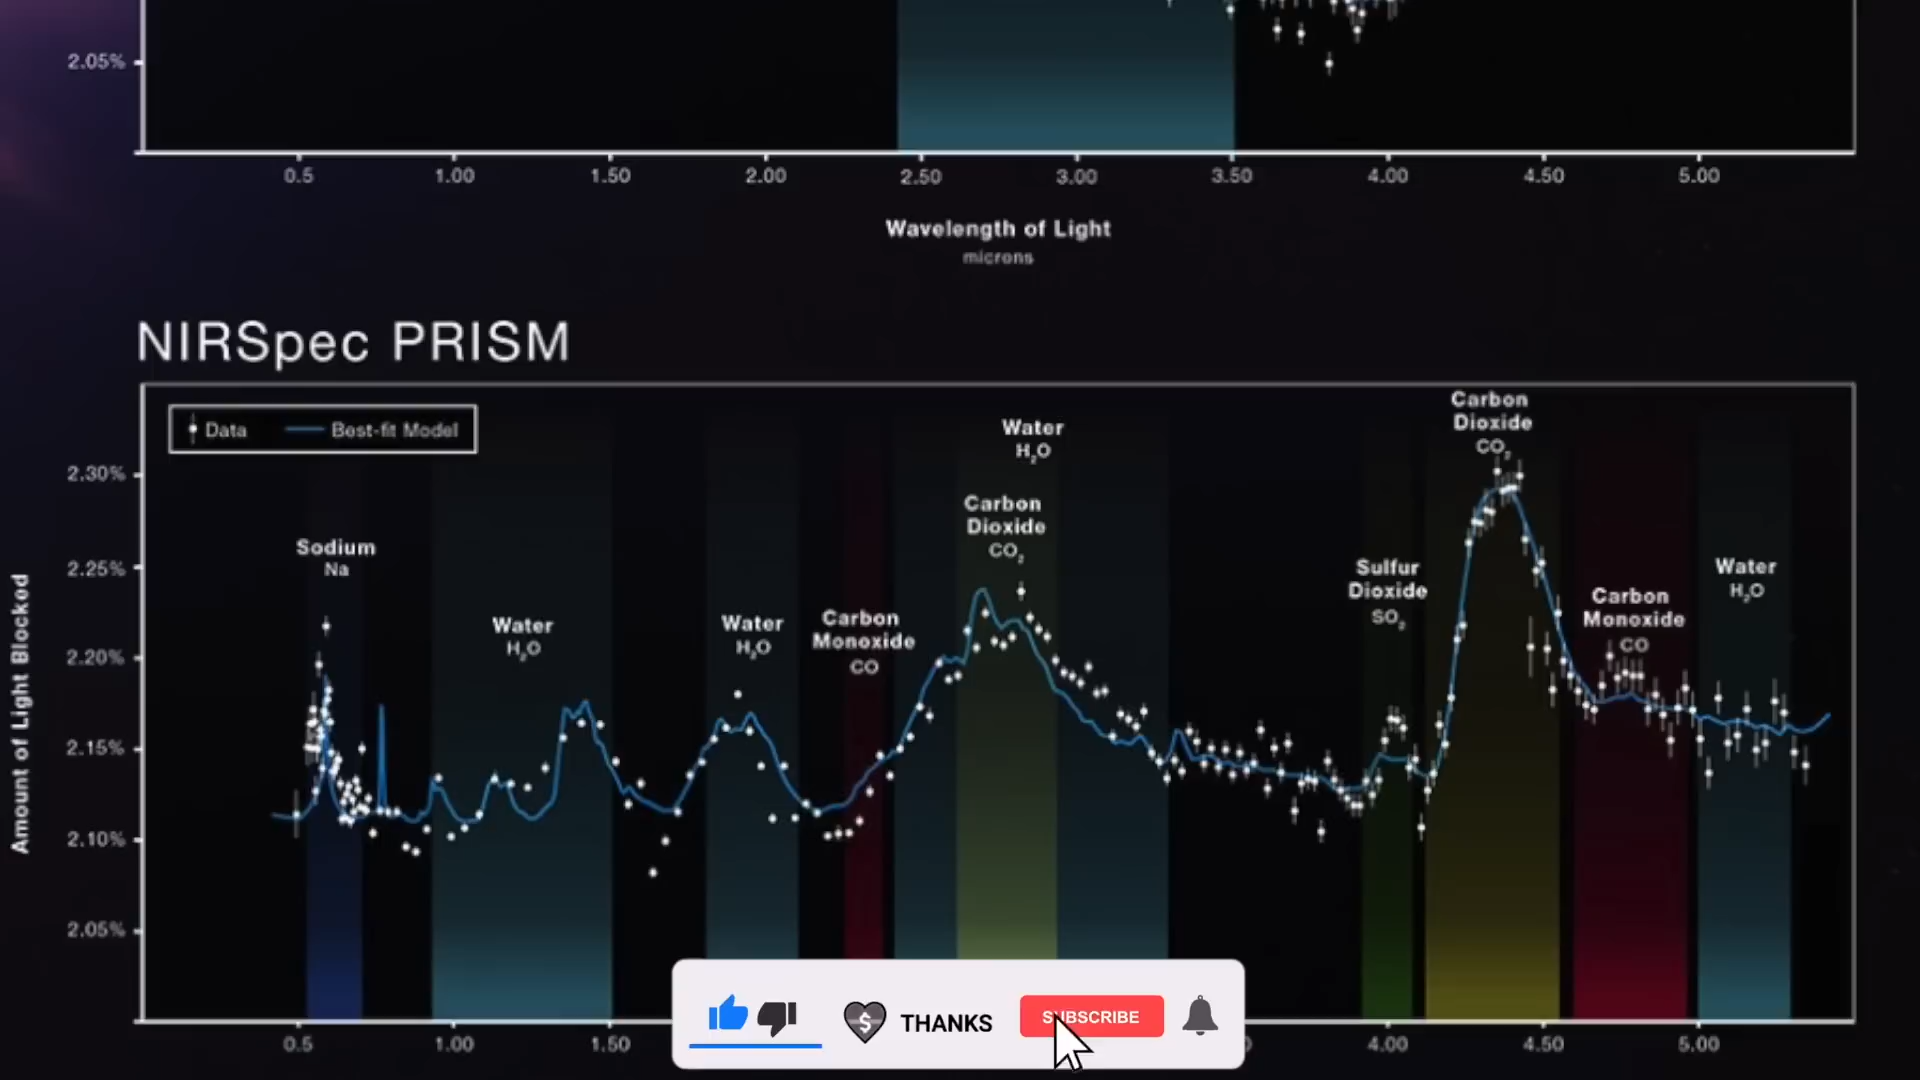 2.05%
0.5 1.00 1.50 2.00 2.50 3.00 3.50 4.00 4.50 5.00
Wavelength of Light
microns
NIRSpec PRISM
Data Best-fit Model
Amount of Light Blocked
2.30%
2.25%
2.20%
2.15%
2.10%
2.05%
Sodium
Na
Water
H₂O
Water
H₂O
Carbon
Monoxide
CO
Water
H₂O
Carbon
Dioxide
CO₂
Sulfur
Dioxide
SO₂
Carbon
Dioxide
CO₂
Carbon
Monoxide
CO
Water
H₂O
THANKS
SUBSCRIBE
0.5 1.00 1.50 4.00 4.50 5.00